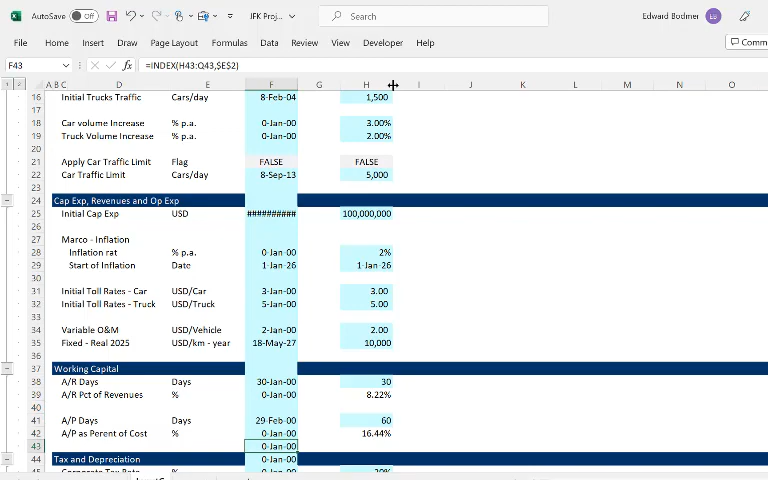 AutoSave Off JFK Proj... Search Edward Bodmer
File Home Insert Draw Page Layout Formulas Data Review View Developer Help Comm
F43 fx =INDEX(H43:Q43,$E$2)
1 2 A B C D E F G H I J K L M N O
16 Initial Trucks Traffic Cars/day 8-Feb-04 1,500
17
18 Car volume Increase % p.a. 0-Jan-00 3.00%
19 Truck Volume Increase % p.a. 0-Jan-00 2.00%
20
21 Apply Car Traffic Limit Flag FALSE FALSE
22 Car Traffic Limit Cars/day 8-Sep-13 5,000
23
24 Cap Exp, Revenues and Op Exp
25 Initial Cap Exp USD ########## 100,000,000
26
27 Marco - Inflation
28 Inflation rat % p.a. 0-Jan-00 2%
29 Start of Inflation Date 1-Jan-26 1-Jan-26
30
31 Initial Toll Rates - Car USD/Car 3-Jan-00 3.00
32 Initial Toll Rates - Truck USD/Truck 5-Jan-00 5.00
33
34 Variable O&M USD/Vehicle 2-Jan-00 2.00
35 Fixed - Real 2025 USD/km - year 18-May-27 10,000
36
37 Working Capital
38 A/R Days Days 30-Jan-00 30
39 A/R Pct of Revenues % 0-Jan-00 8.22%
40
41 A/P Days Days 29-Feb-00 60
42 A/P as Perent of Cost % 0-Jan-00 16.44%
43 0-Jan-00
44 Tax and Depreciation 0-Jan-00
45 Corporate Tax Rate % 0-Jan-00 20%